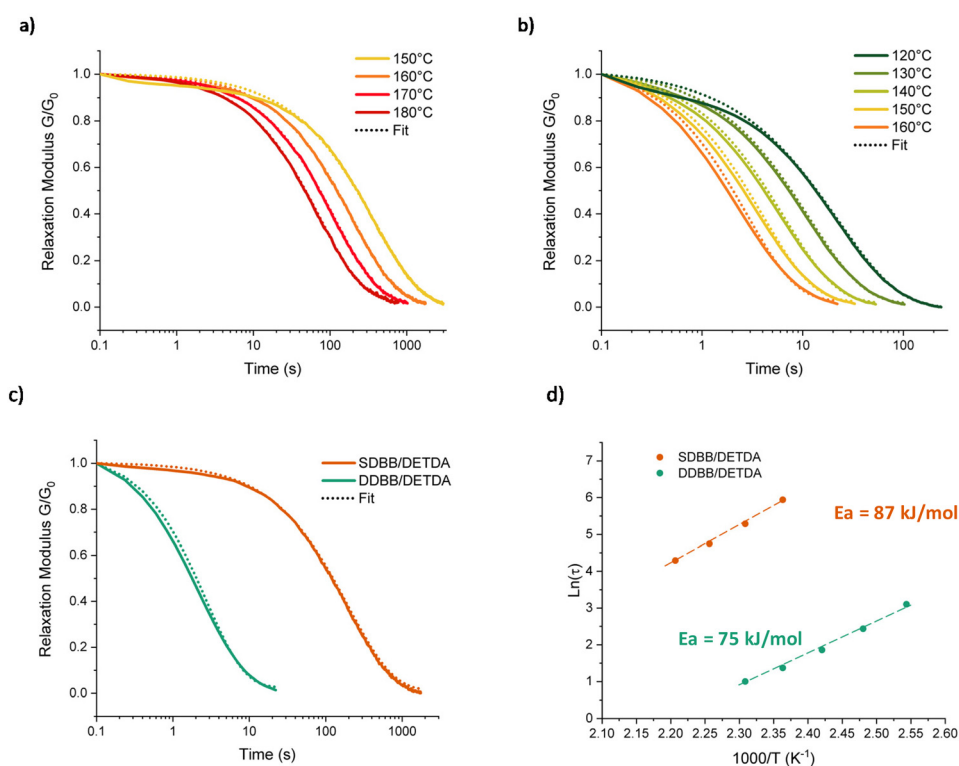 a)
Relaxation Modulus G/G₀
1.0
0.8
0.6
0.4
0.2
0.0
0.1
1
10
100
1000
Time (s)
150°C
160°C
170°C
180°C
Fit
b)
Relaxation Modulus G/G₀
1.0
0.8
0.6
0.4
0.2
0.0
0.1
1
10
100
Time (s)
120°C
130°C
140°C
150°C
160°C
Fit
c)
Relaxation Modulus G/G₀
1.0
0.8
0.6
0.4
0.2
0.0
0.1
1
10
100
1000
Time (s)
SDBB/DETDA
DDBB/DETDA
Fit
d)
SDBB/DETDA
DDBB/DETDA
Ln(τ)
7
6
5
4
3
2
1
0
Ea = 87 kJ/mol
Ea = 75 kJ/mol
2.10
2.15
2.20
2.25
2.30
2.35
2.40
2.45
2.50
2.55
2.60
1000/T (K⁻¹)